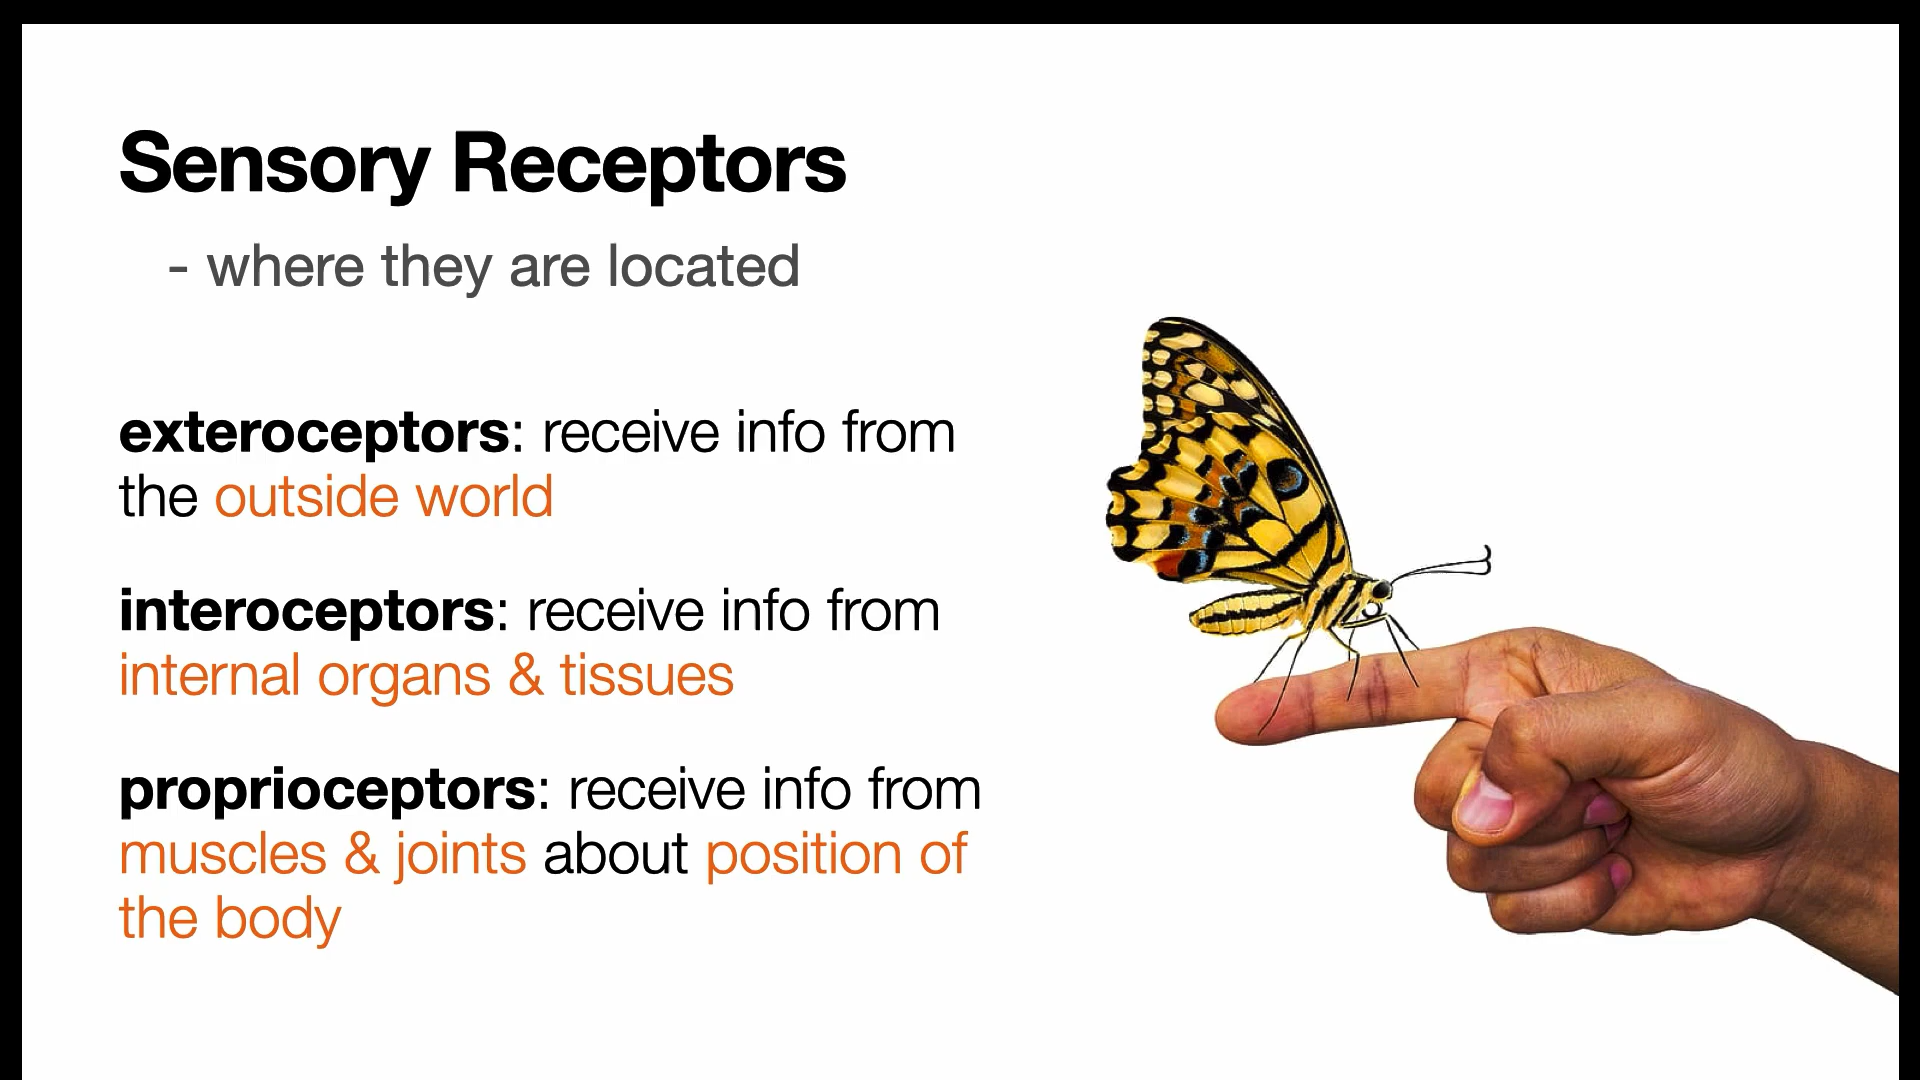 Sensory Receptors
- where they are located
exteroceptors: receive info from
the outside world
interoceptors: receive info from
internal organs & tissues
proprioceptors: receive info from
muscles & joints about position of
the body